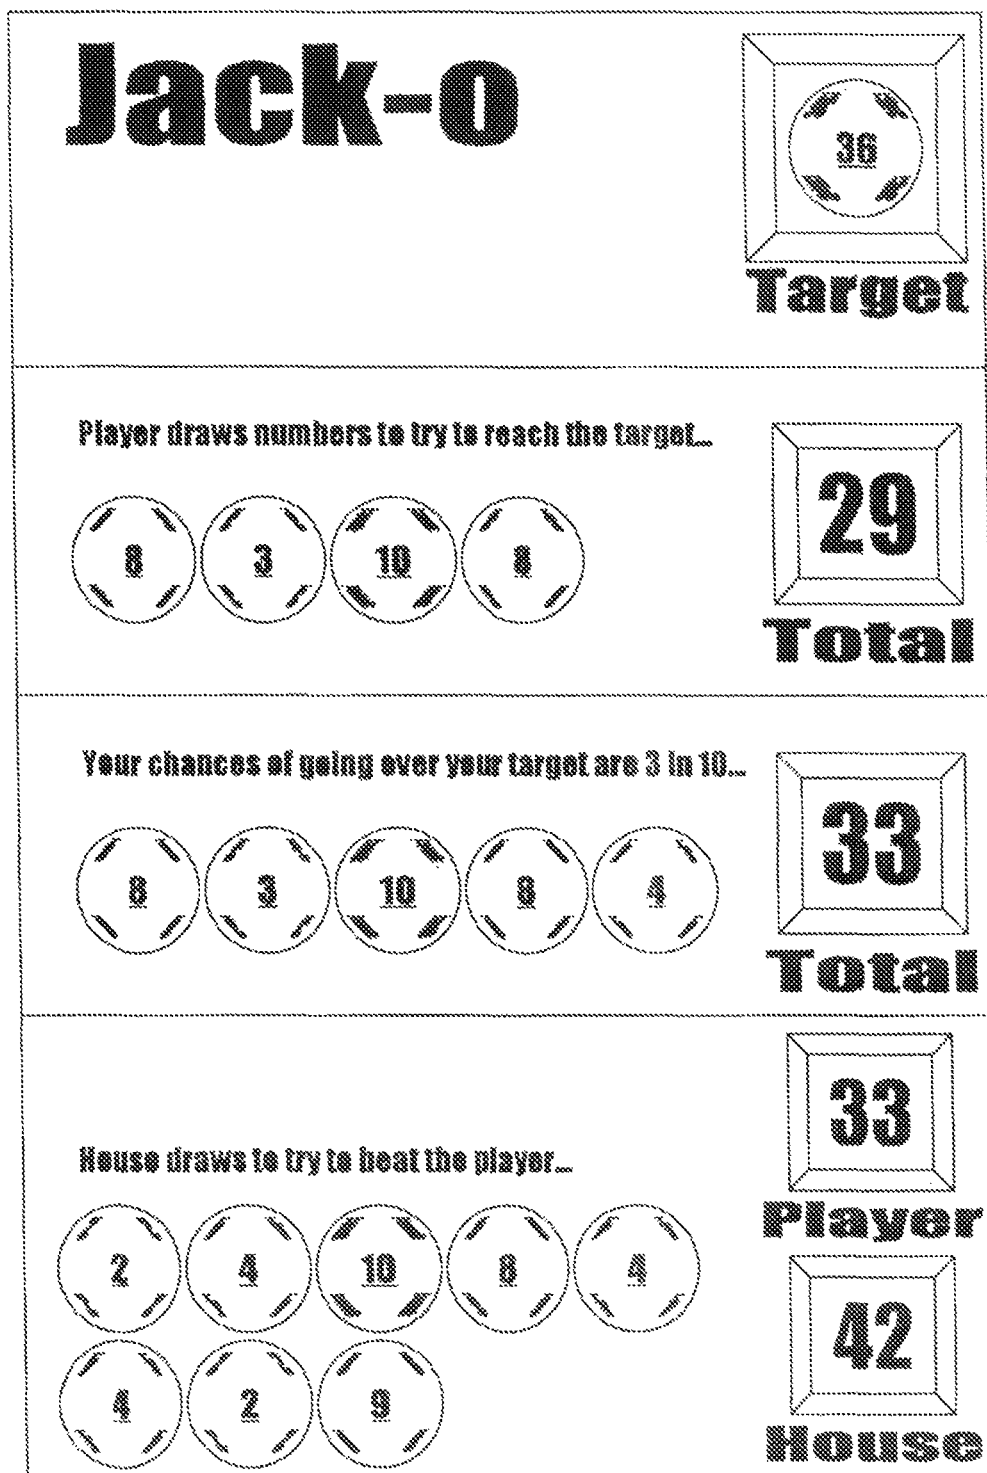 Jack-o
36
Target
Player draws numbers to try to reach the target...
8 3 10 8
29
Total
Your chances of going over your target are 3 in 10...
8 3 10 8 4
33
Total
33
Player
House draws to try to beat the player...
2 4 10 8 4
4 2 9
42
House